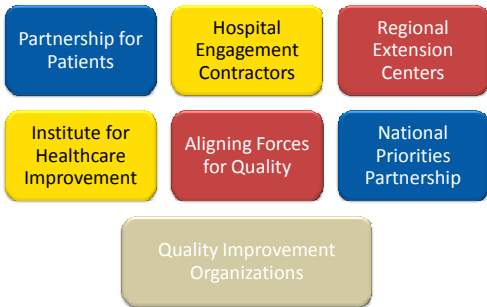 Partnership for
Patients
Hospital
Engagement
Contractors
Regional
Extension
Centers
Institute for
Healthcare
Improvement
Aligning Forces
for Quality
National
Priorities
Partnership
Quality Improvement
Organizations